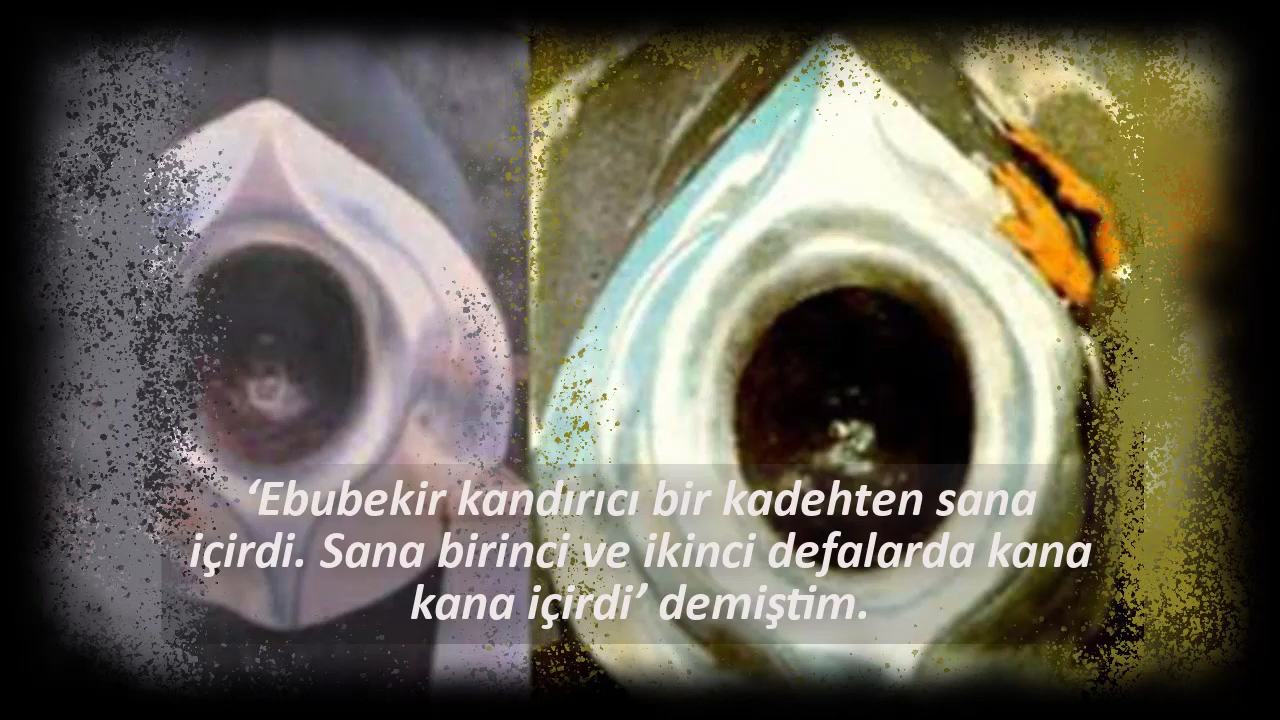 ‘Ebubekir kandırıcı bir kadehten sana
içirdi. Sana birinci ve ikinci defalarda kana
kana içirdi’ demiştim.